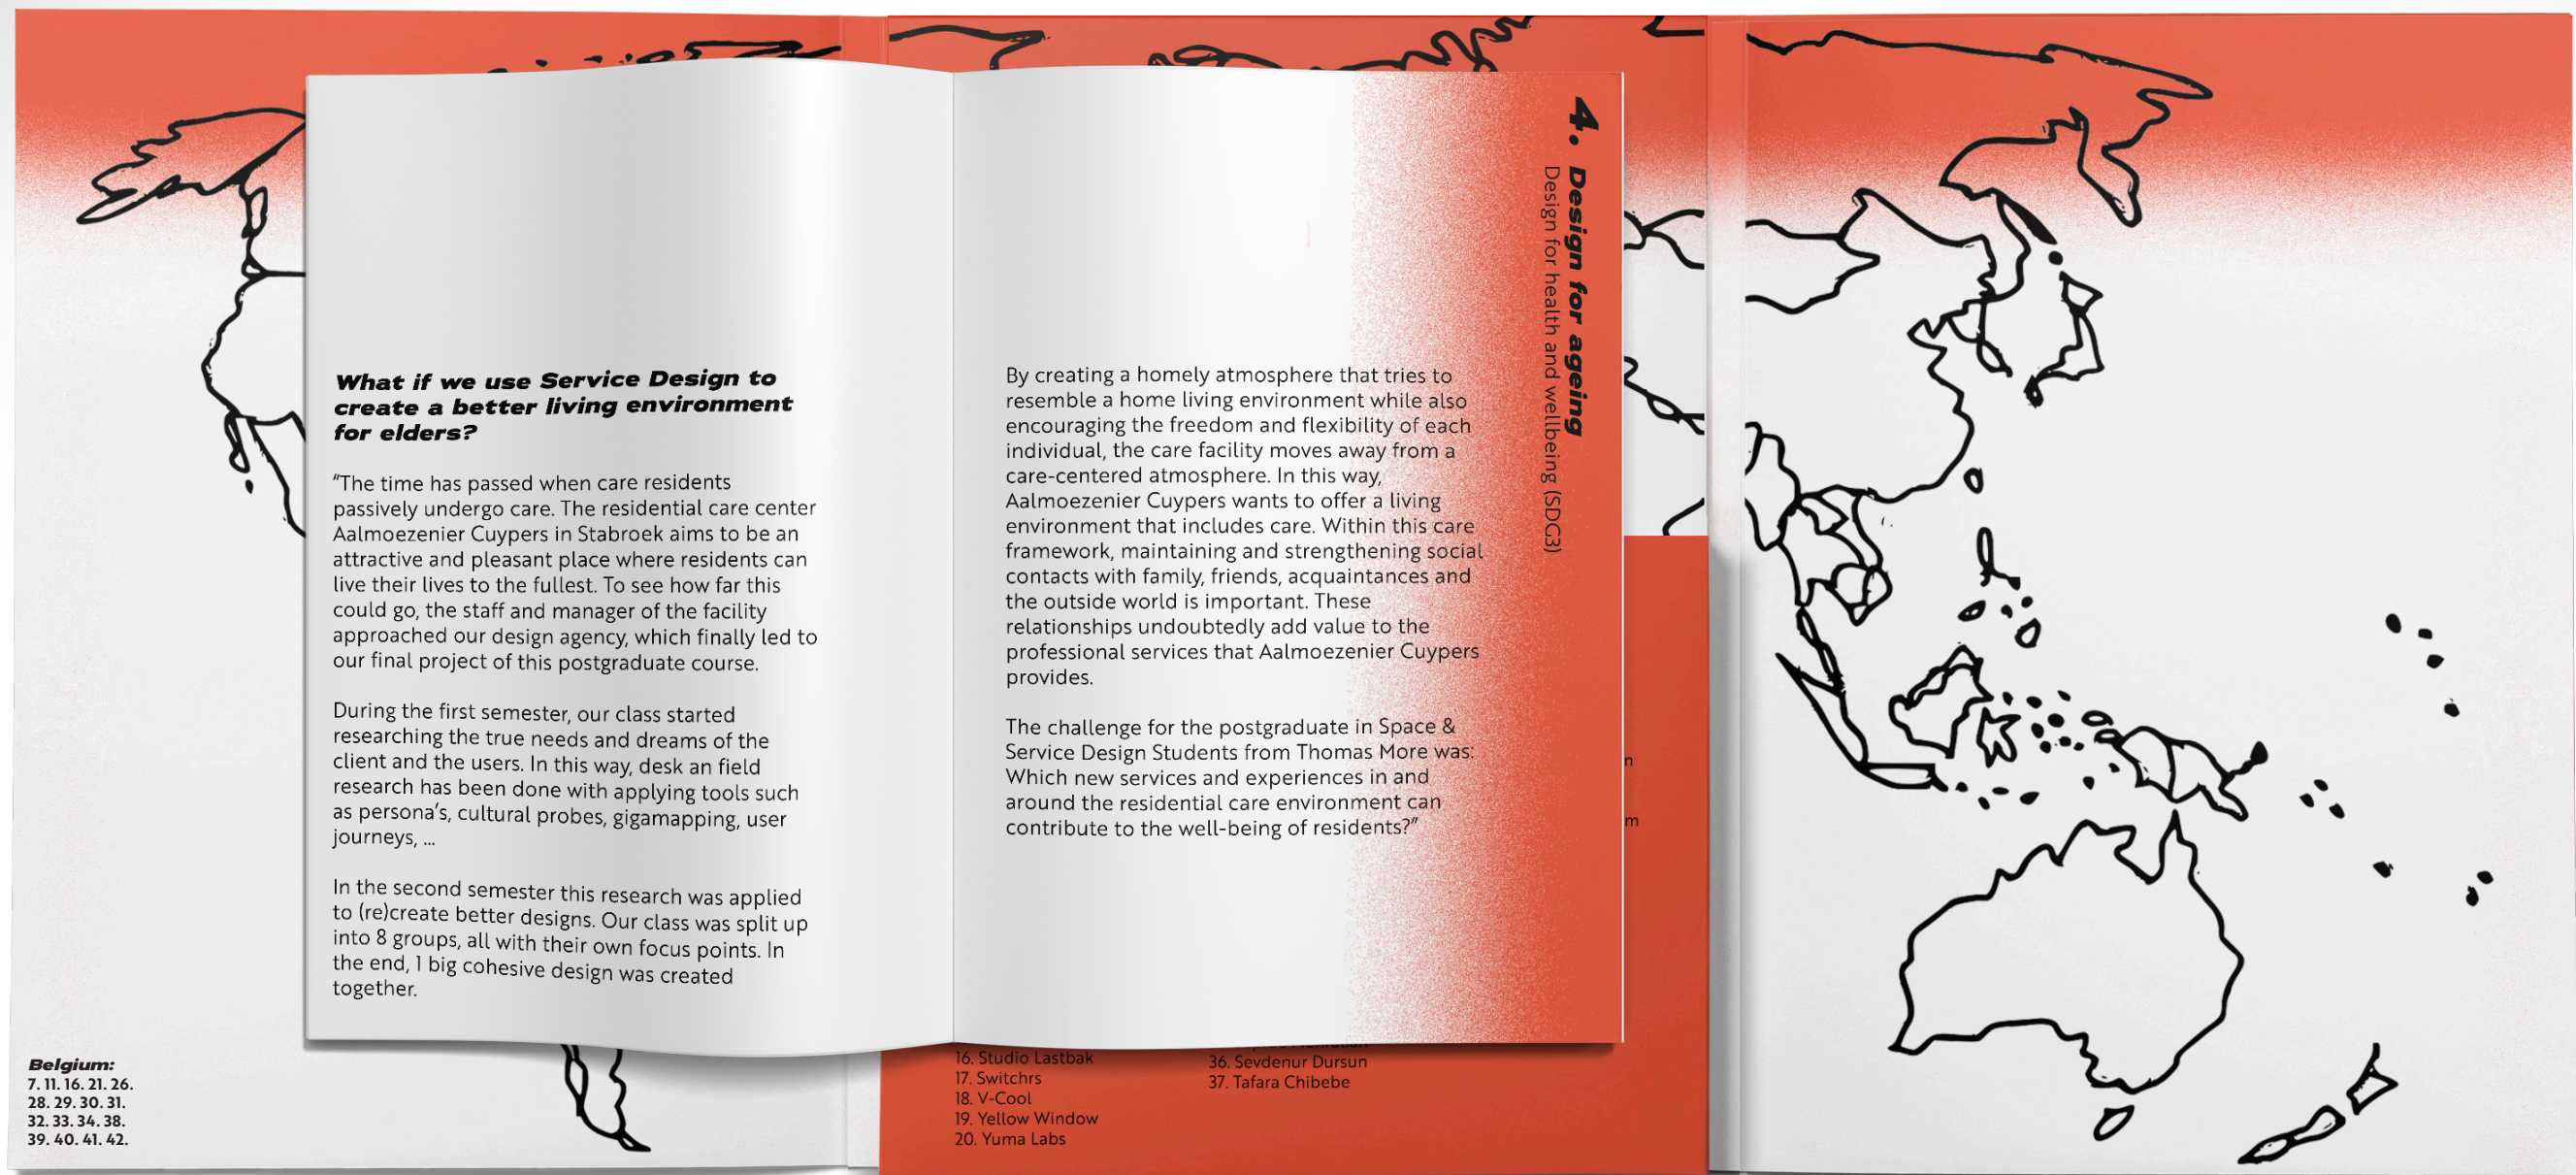 What if we use Service Design to
create a better living environment
for elders?
“The time has passed when care residents
passively undergo care. The residential care center
Aalmoezenier Cuypers in Stabroek aims to be an
attractive and pleasant place where residents can
live their lives to the fullest. To see how far this
could go, the staff and manager of the facility
approached our design agency, which finally led to
our final project of this postgraduate course.
During the first semester, our class started
researching the true needs and dreams of the
client and the users. In this way, desk an field
research has been done with applying tools such
as persona’s, cultural probes, gigamapping, user
journeys, ...
In the second semester this research was applied
to (re)create better designs. Our class was split up
into 8 groups, all with their own focus points. In
the end, 1 big cohesive design was created
together.
By creating a homely atmosphere that tries to
resemble a home living environment while also
encouraging the freedom and flexibility of each
individual, the care facility moves away from a
care-centered atmosphere. In this way,
Aalmoezenier Cuypers wants to offer a living
environment that includes care. Within this care
framework, maintaining and strengthening social
contacts with family, friends, acquaintances and
the outside world is important. These
relationships undoubtedly add value to the
professional services that Aalmoezenier Cuypers
provides.
The challenge for the postgraduate in Space &
Service Design Students from Thomas More was:
Which new services and experiences in and
around the residential care environment can
contribute to the well-being of residents?”
4. Design for ageing
Design for health and wellbeing (SDG3)
n
m
Belgium:
7. 11. 16. 21. 26.
28. 29. 30. 31.
32. 33. 34. 38.
39. 40. 41. 42.
16. Studio Lastbak
17. Switchrs
18. V-Cool
19. Yellow Window
20. Yuma Labs
36. Sevdenur Dursun
37. Tafara Chibebe